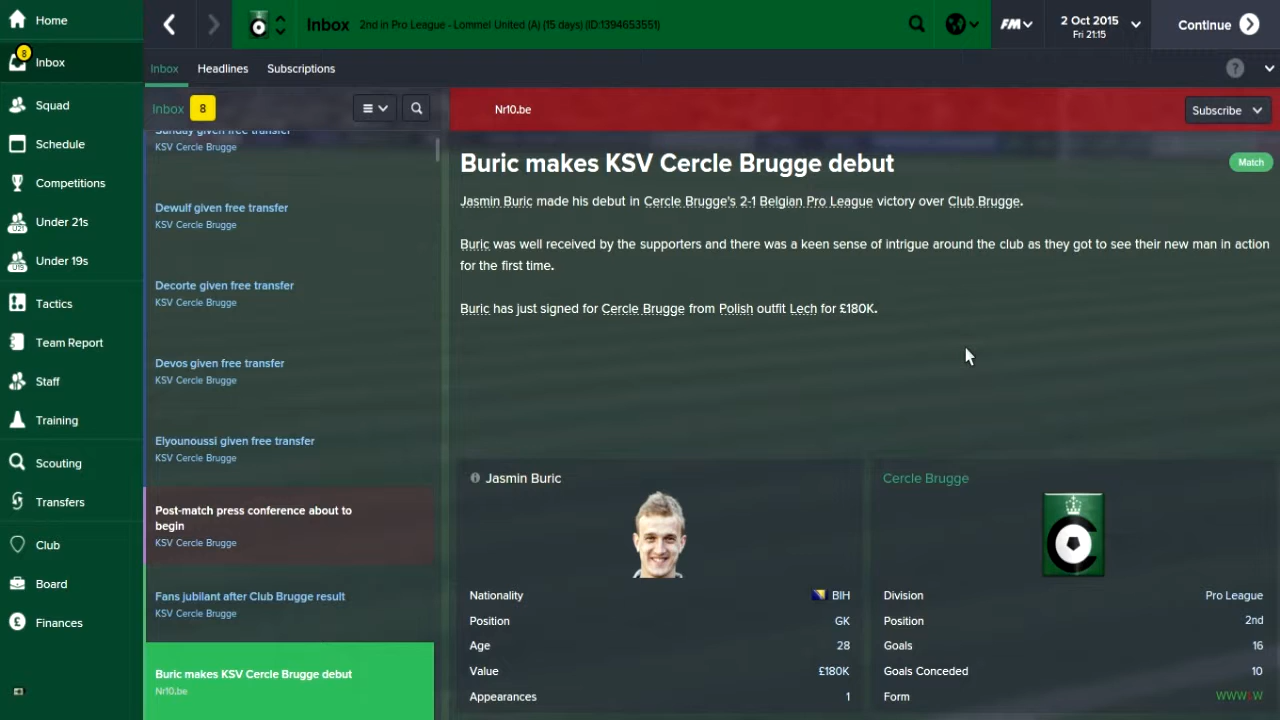 Home
8
Inbox
Squad
Schedule
Competitions
Under 21s
Under 19s
Tactics
Team Report
Staff
Training
Scouting
Transfers
Club
Board
Finances
Inbox 2nd in Pro League - Lommel United (A) (15 days) (ID:1394653551)
FM
2 Oct 2015
Fri 21:15
Continue
Inbox Headlines Subscriptions
Inbox 8
Sunday given free transfer
KSV Cercle Brugge
Dewulf given free transfer
KSV Cercle Brugge
Decorte given free transfer
KSV Cercle Brugge
Devos given free transfer
KSV Cercle Brugge
Elyounoussi given free transfer
KSV Cercle Brugge
Post-match press conference about to
begin
KSV Cercle Brugge
Fans jubilant after Club Brugge result
KSV Cercle Brugge
Buric makes KSV Cercle Brugge debut
Nr10.be
Nr10.be
Subscribe
Buric makes KSV Cercle Brugge debut
Match
Jasmin Buric made his debut in Cercle Brugge's 2-1 Belgian Pro League victory over Club Brugge.
Buric was well received by the supporters and there was a keen sense of intrigue around the club as they got to see their new man in action
for the first time.
Buric has just signed for Cercle Brugge from Polish outfit Lech for £180K.
Jasmin Buric
Nationality BIH
Position GK
Age 28
Value £180K
Appearances 1
Cercle Brugge
Division Pro League
Position 2nd
Goals 16
Goals Conceded 10
Form WWW W